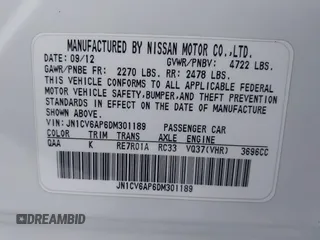 MANUFACTURED BY NISSAN MOTOR CO.,LTD.
DATE: 09/12 GVWR/PNBV: 4722 LBS.
GAWR/PNBE FR: 2270 LBS. RR: 2478 LBS.
THIS VEHICLE CONFORMS TO ALL APPLICABLE FEDERAL
MOTOR VEHICLE SAFETY, BUMPER, AND THEFT
PREVENTION STANDARDS IN EFFECT ON THE DATE OF
MANUFACTURE SHOWN ABOVE.
VIN: JN1CV6AP6DM301189 PASSENGER CAR
COLOR TRIM TRANS AXLE ENGINE
QAA K RE7R01A RC33 VQ37(VHR) 3696CC
JN1CV6AP6DM301189
DREAMBID